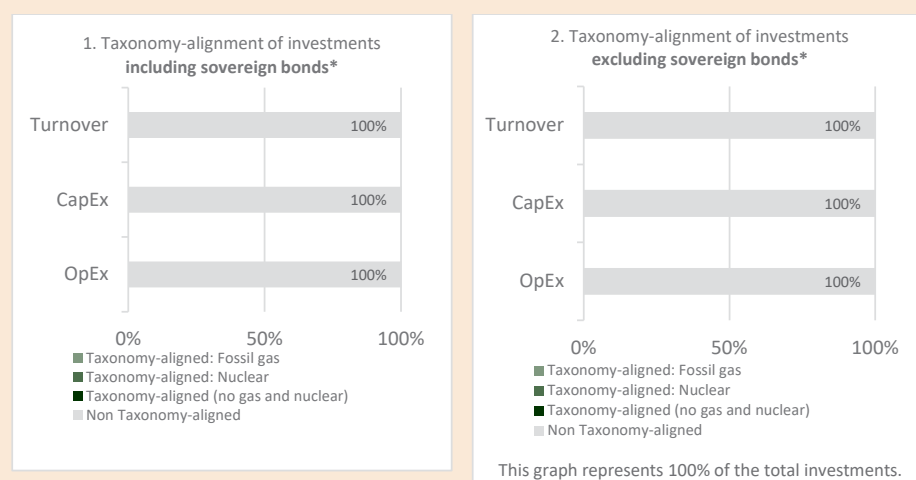 1. Taxonomy-alignment of investments
including sovereign bonds*
Turnover
100%
CapEx
100%
OpEx
100%
0%
50%
100%
Taxonomy-aligned: Fossil gas
Taxonomy-aligned: Nuclear
Taxonomy-aligned (no gas and nuclear)
Non Taxonomy-aligned
2. Taxonomy-alignment of investments
excluding sovereign bonds*
Turnover
100%
CapEx
100%
OpEx
100%
0%
50%
100%
Taxonomy-aligned: Fossil gas
Taxonomy-aligned: Nuclear
Taxonomy-aligned (no gas and nuclear)
Non Taxonomy-aligned
This graph represents 100% of the total investments.